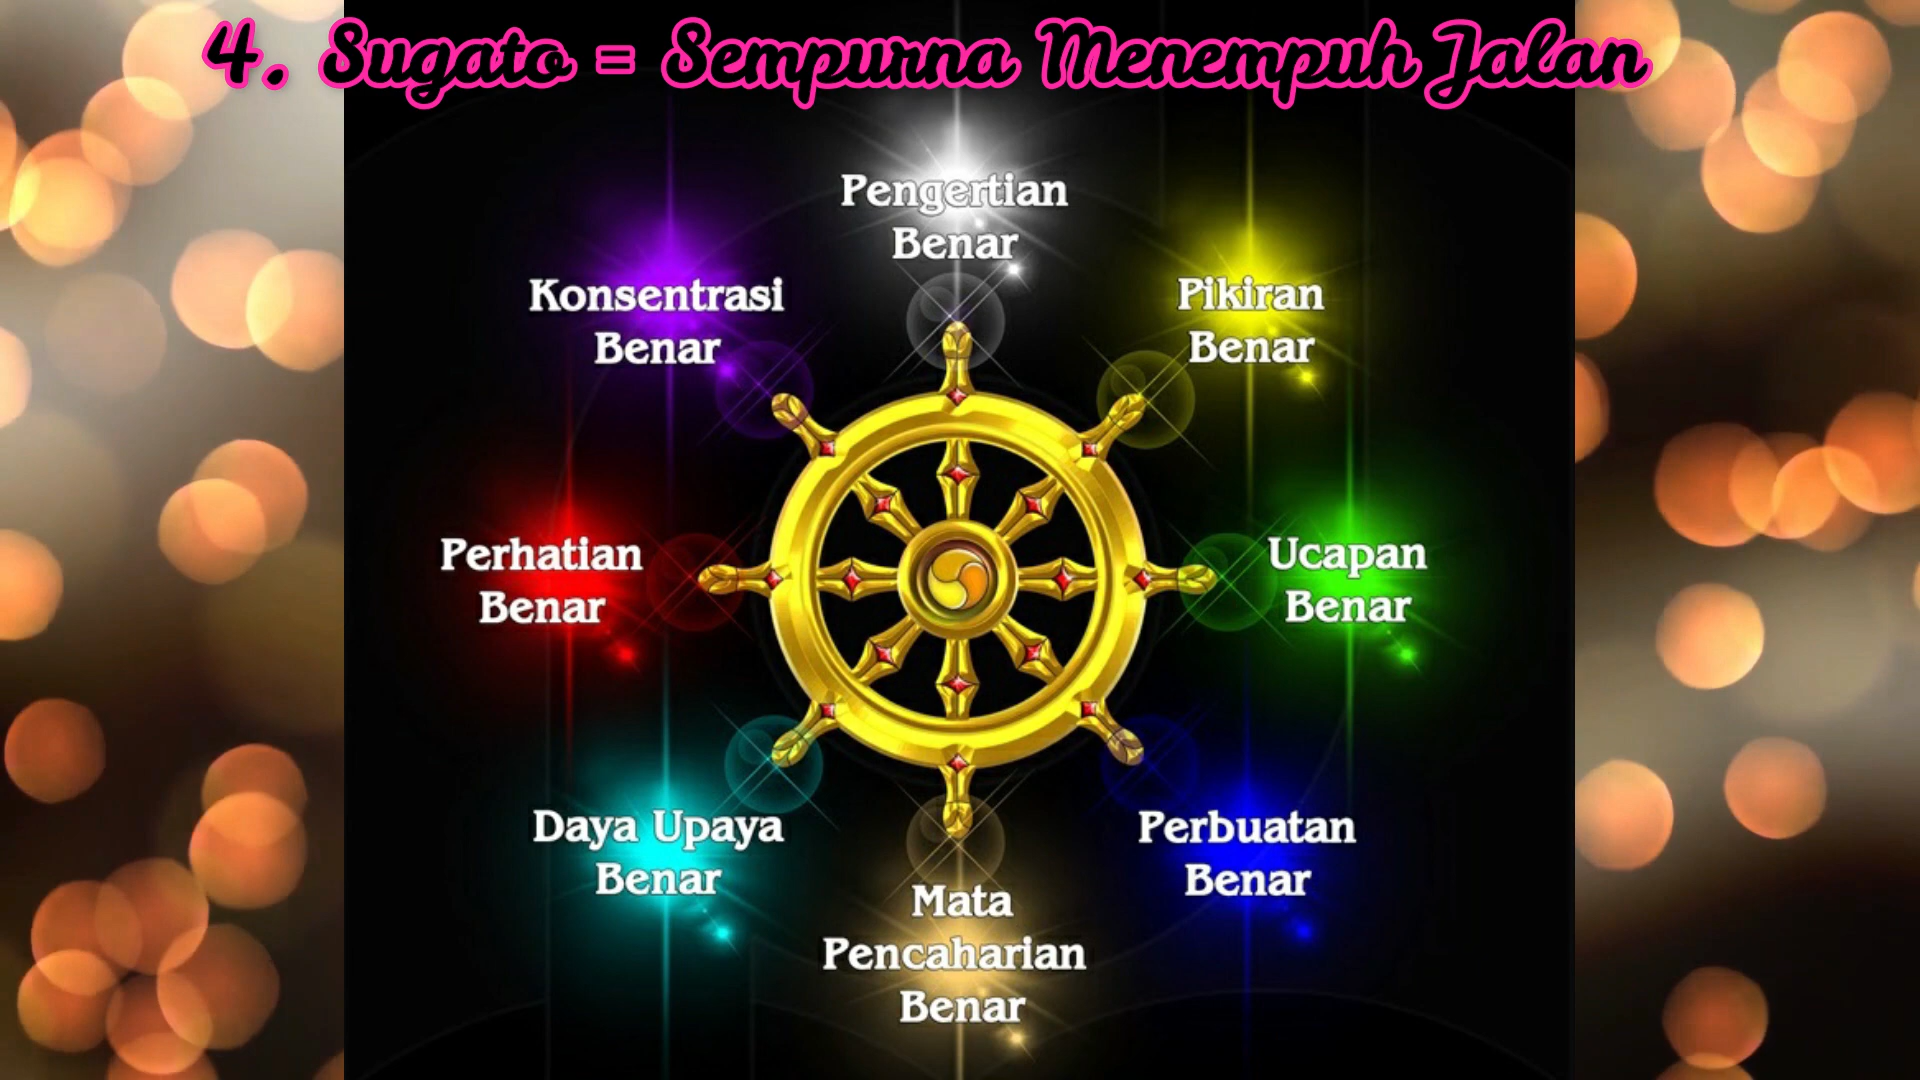 4. Sugato = Sempurna Menempuh Jalan
Pengertian
Benar
Pikiran
Benar
Ucapan
Benar
Perbuatan
Benar
Mata
Pencaharian
Benar
Daya Upaya
Benar
Perhatian
Benar
Konsentrasi
Benar